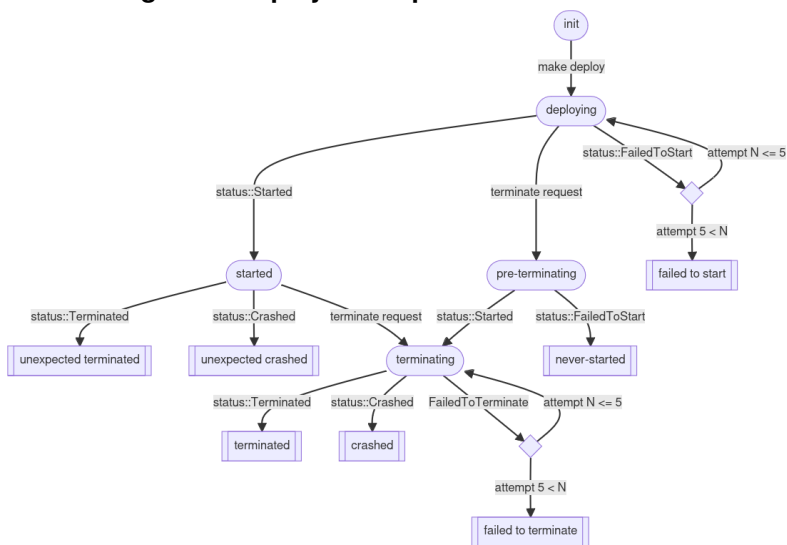 init
make deploy
deploying
status::FailedToStart
attempt N <= 5
status::Started
terminate request
attempt 5 < N
started
pre-terminating
failed to start
status::Terminated
status::Crashed
terminate request
status::Started
status::FailedToStart
unexpected terminated
unexpected crashed
terminating
never-started
status::Terminated
status::Crashed
FailedToTerminate
attempt N <= 5
terminated
crashed
attempt 5 < N
failed to terminate